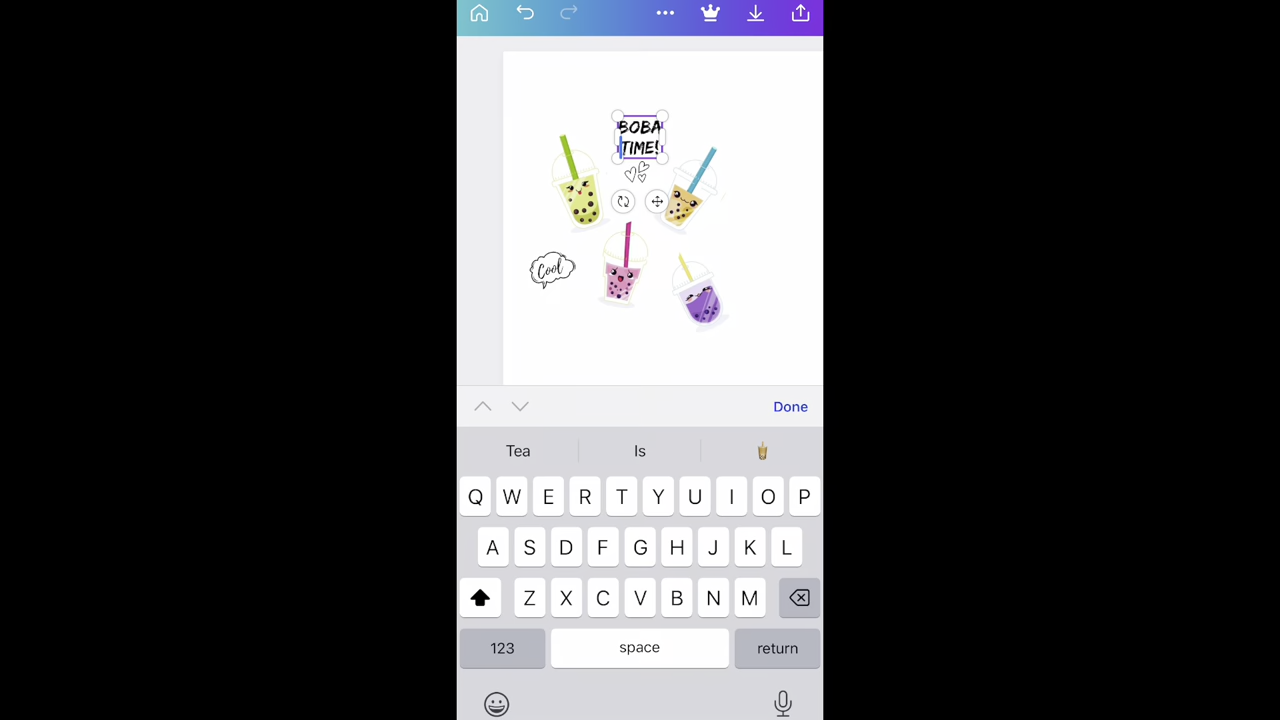 BOBA
TIME!
Cool
Done
Tea Is
Q W E R T Y U I O P
A S D F G H J K L
Z X C V B N M
123 space return